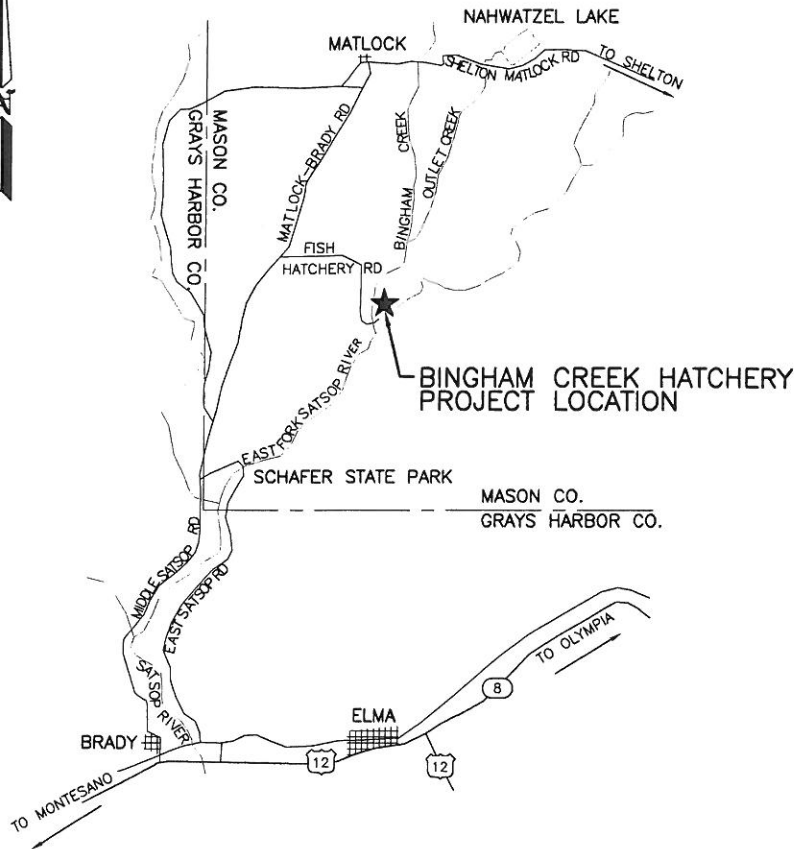 NAHWATZEL LAKE
MATLOCK
SHELTON MATLOCK RD
TO SHELTON
MASON CO.
GRAYS HARBOR CO.
MATLOCK-BRADY RD
BINGHAM CREEK
OUTLET CREEK
FISH
HATCHERY RD
BINGHAM CREEK HATCHERY
PROJECT LOCATION
EAST FORK SATSOP RIVER
SCHAFER STATE PARK
MASON CO.
GRAYS HARBOR CO.
MIDDLE SATSOP RD
EAST SATSOP RD
SATSOP RIVER
TO OLYMPIA
8
ELMA
BRADY
12
12
TO MONTESANO